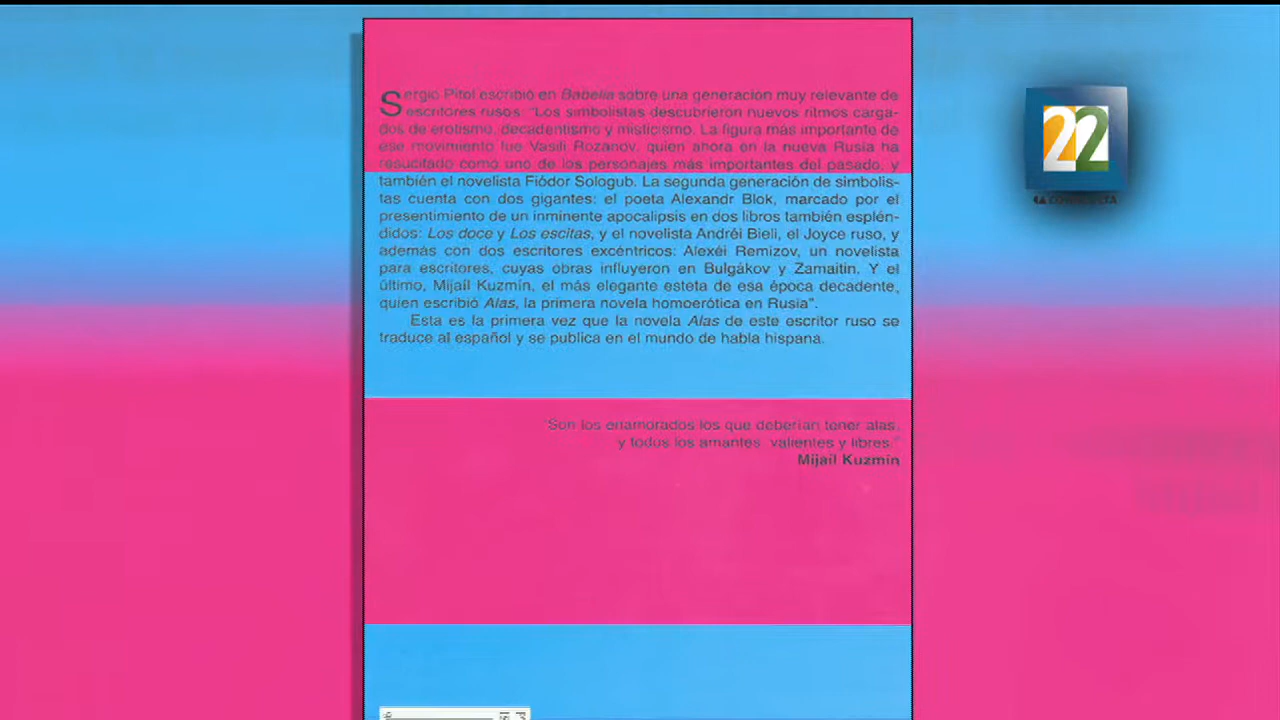 Sergio Pitol escribió en Babelia sobre una generación muy relevante de
escritores rusos: "Los simbolistas descubrieron nuevos ritmos carga-
dos de erotismo, decadentismo y misticismo. La figura más importante de
ese movimiento fue Vasili Rozanov, quien ahora en la nueva Rusia ha
resucitado como uno de los personajes más importantes del pasado, y
también el novelista Fiódor Sologub. La segunda generación de simbolis-
tas cuenta con dos gigantes: el poeta Alexandr Blok, marcado por el
presentimiento de un inminente apocalipsis en dos libros también esplén-
didos: Los doce y Los escitas, y el novelista Andréi Bieli, el Joyce ruso, y
además con dos escritores excéntricos: Alexéi Remizov, un novelista
para escritores, cuyas obras influyeron en Bulgákov y Zamaitin. Y el
último, Mijaíl Kuzmín, el más elegante esteta de esa época decadente,
quien escribió Alas, la primera novela homoerótica en Rusia".
Esta es la primera vez que la novela Alas de este escritor ruso se
traduce al español y se publica en el mundo de habla hispana.
"Son los enamorados los que deberían tener alas,
y todos los amantes, valientes y libres."
Mijaíl Kuzmín
22